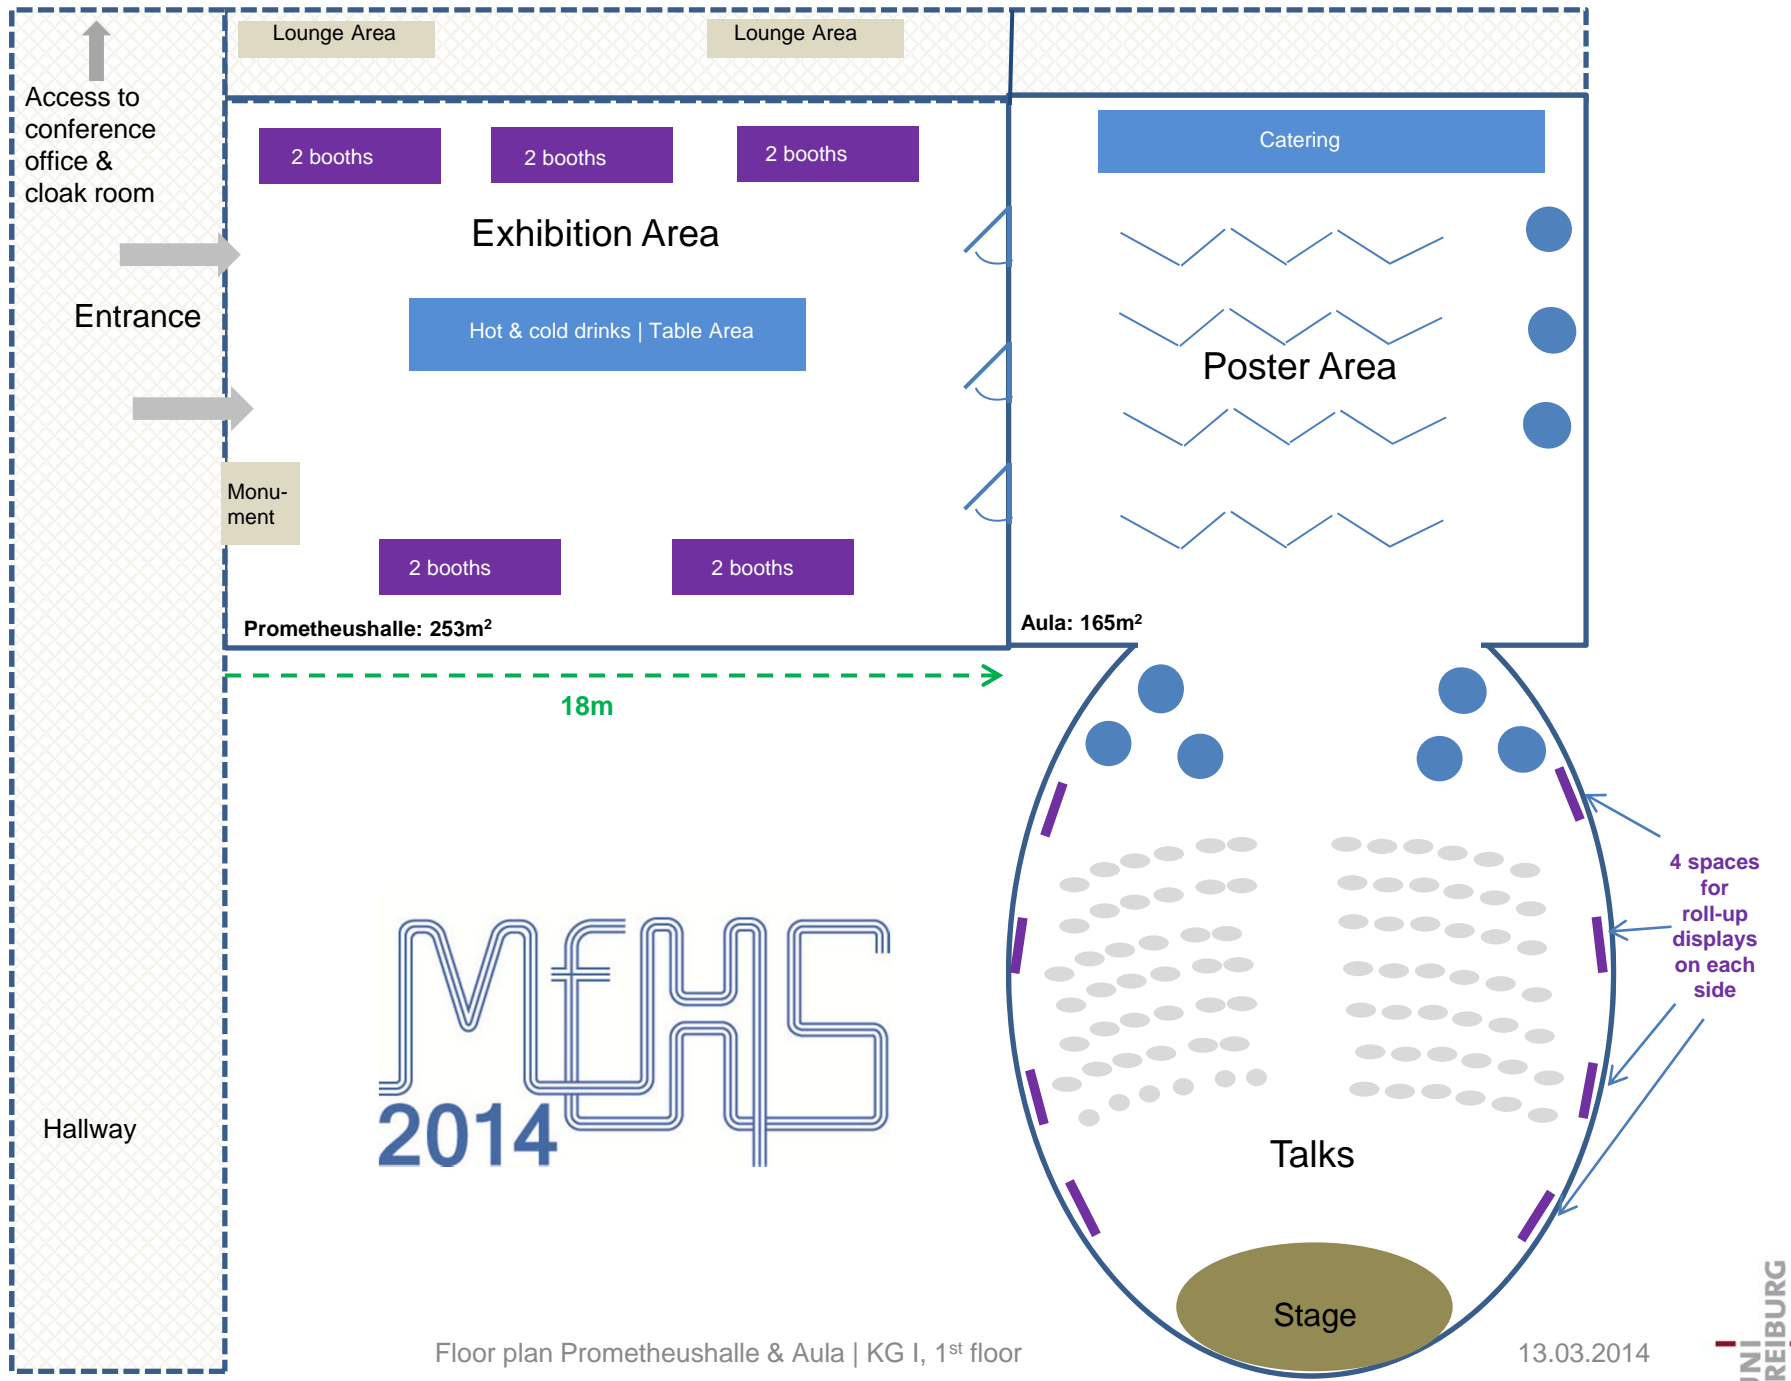 Lounge Area
Lounge Area
Access to
conference
office &
cloak room
2 booths
2 booths
2 booths
Catering
Exhibition Area
Entrance
Hot & cold drinks | Table Area
Poster Area
Monu-
ment
2 booths
2 booths
Prometheushalle: 253m²
Aula: 165m²
18m
4 spaces
for
roll-up
displays
on each
side
MEHS
2014
Hallway
Talks
Stage
Floor plan Prometheushalle & Aula | KG I, 1st floor
13.03.2014
UNI
FREIBURG